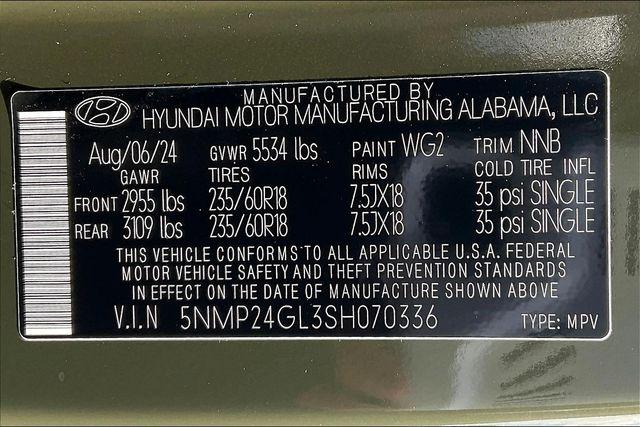 MANUFACTURED BY
HYUNDAI MOTOR MANUFACTURING ALABAMA, LLC
Aug/06/24 GVWR 5534 lbs PAINT WG2 TRIM NNB
GAWR TIRES RIMS COLD TIRE INFL
FRONT 2955 lbs 235/60R18 7.5JX18 35 psi SINGLE
REAR 3109 lbs 235/60R18 7.5JX18 35 psi SINGLE
THIS VEHICLE CONFORMS TO ALL APPLICABLE U.S.A. FEDERAL
MOTOR VEHICLE SAFETY AND THEFT PREVENTION STANDARDS
IN EFFECT ON THE DATE OF MANUFACTURE SHOWN ABOVE
V.I.N 5NMP24GL3SH070336 TYPE: MPV